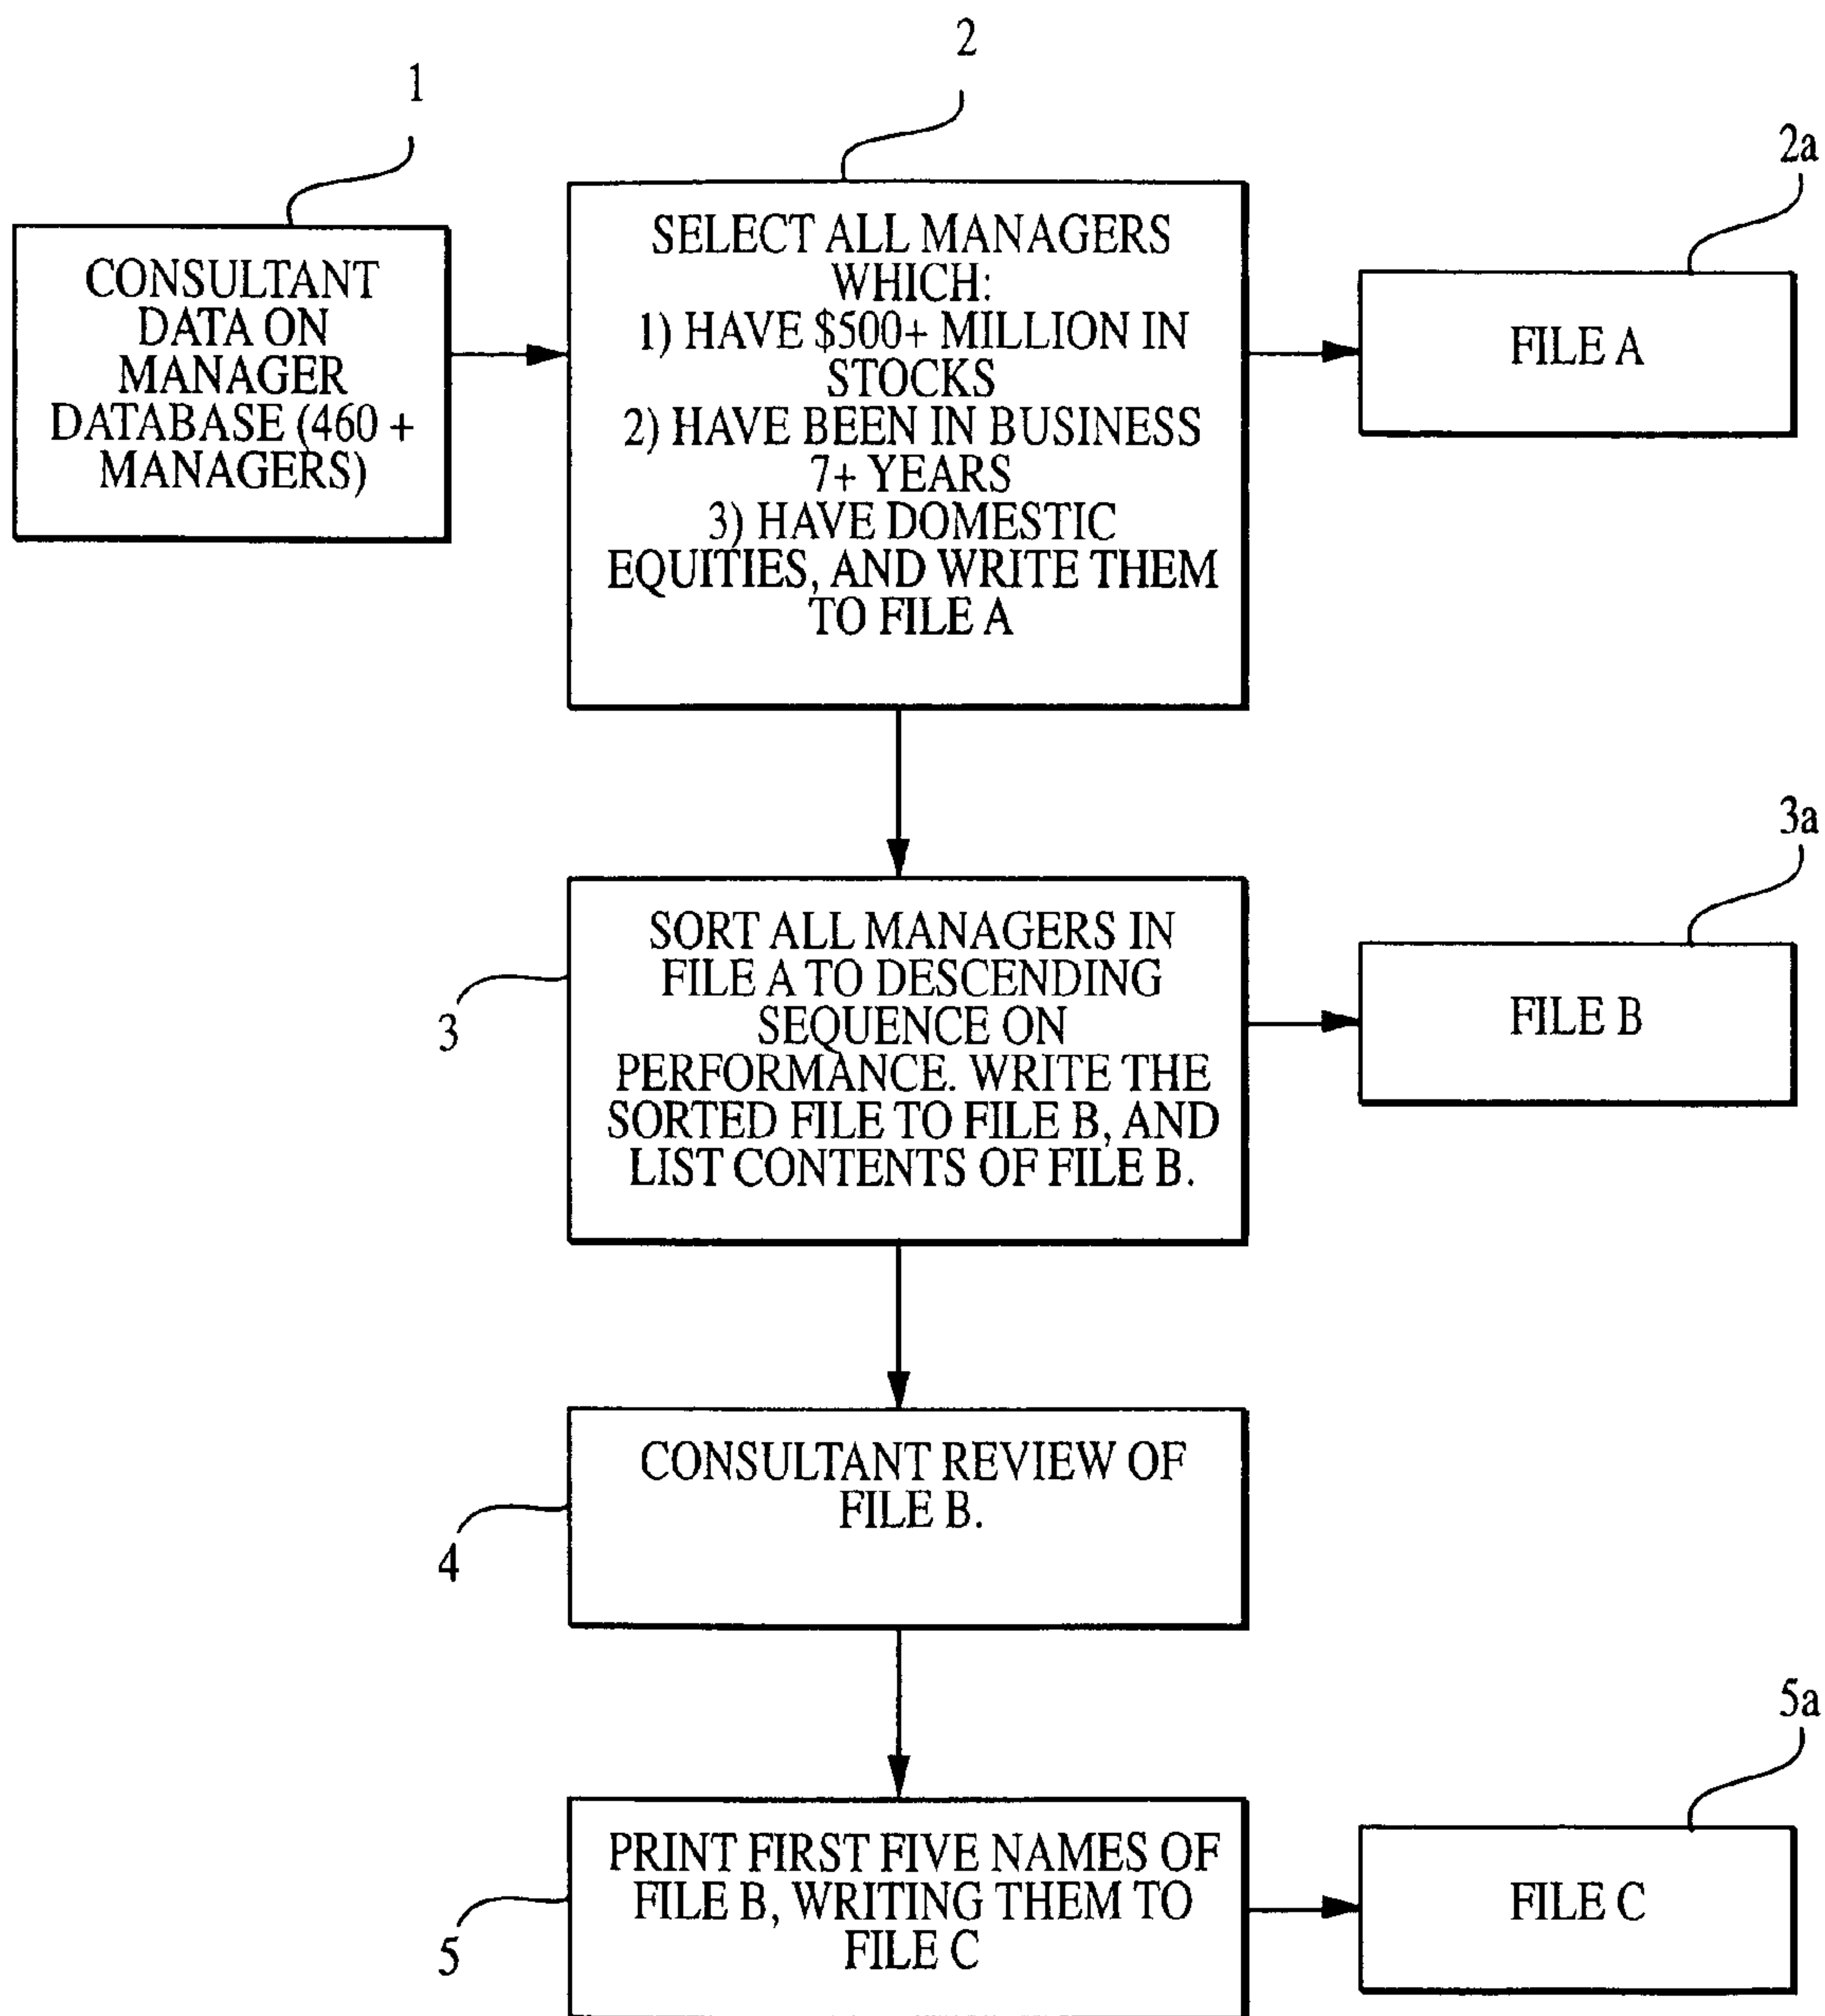 1
2
2a
CONSULTANT
DATA ON
MANAGER
DATABASE (460 +
MANAGERS)
SELECT ALL MANAGERS
WHICH:
1) HAVE $500+ MILLION IN
STOCKS
2) HAVE BEEN IN BUSINESS
7+ YEARS
3) HAVE DOMESTIC
EQUITIES, AND WRITE THEM
TO FILE A
FILE A
3
SORT ALL MANAGERS IN
FILE A TO DESCENDING
SEQUENCE ON
PERFORMANCE. WRITE THE
SORTED FILE TO FILE B, AND
LIST CONTENTS OF FILE B.
3a
FILE B
4
CONSULTANT REVIEW OF
FILE B.
5
PRINT FIRST FIVE NAMES OF
FILE B, WRITING THEM TO
FILE C
5a
FILE C